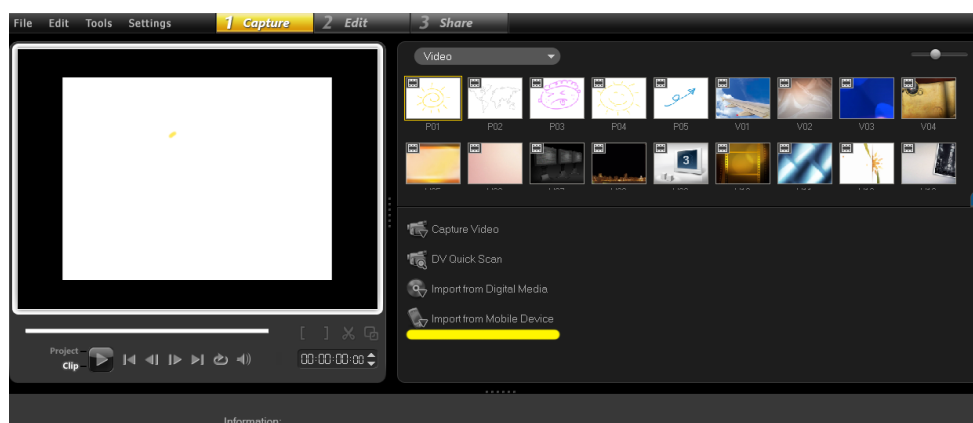 File Edit Tools Settings 1 Capture 2 Edit 3 Share
Video
P01 P02 P03 P04 P05 V01 V02 V03 V04
3
Capture Video
DV Quick Scan
Import from Digital Media
Import from Mobile Device
Project
Clip
00:00:00:00
Information: